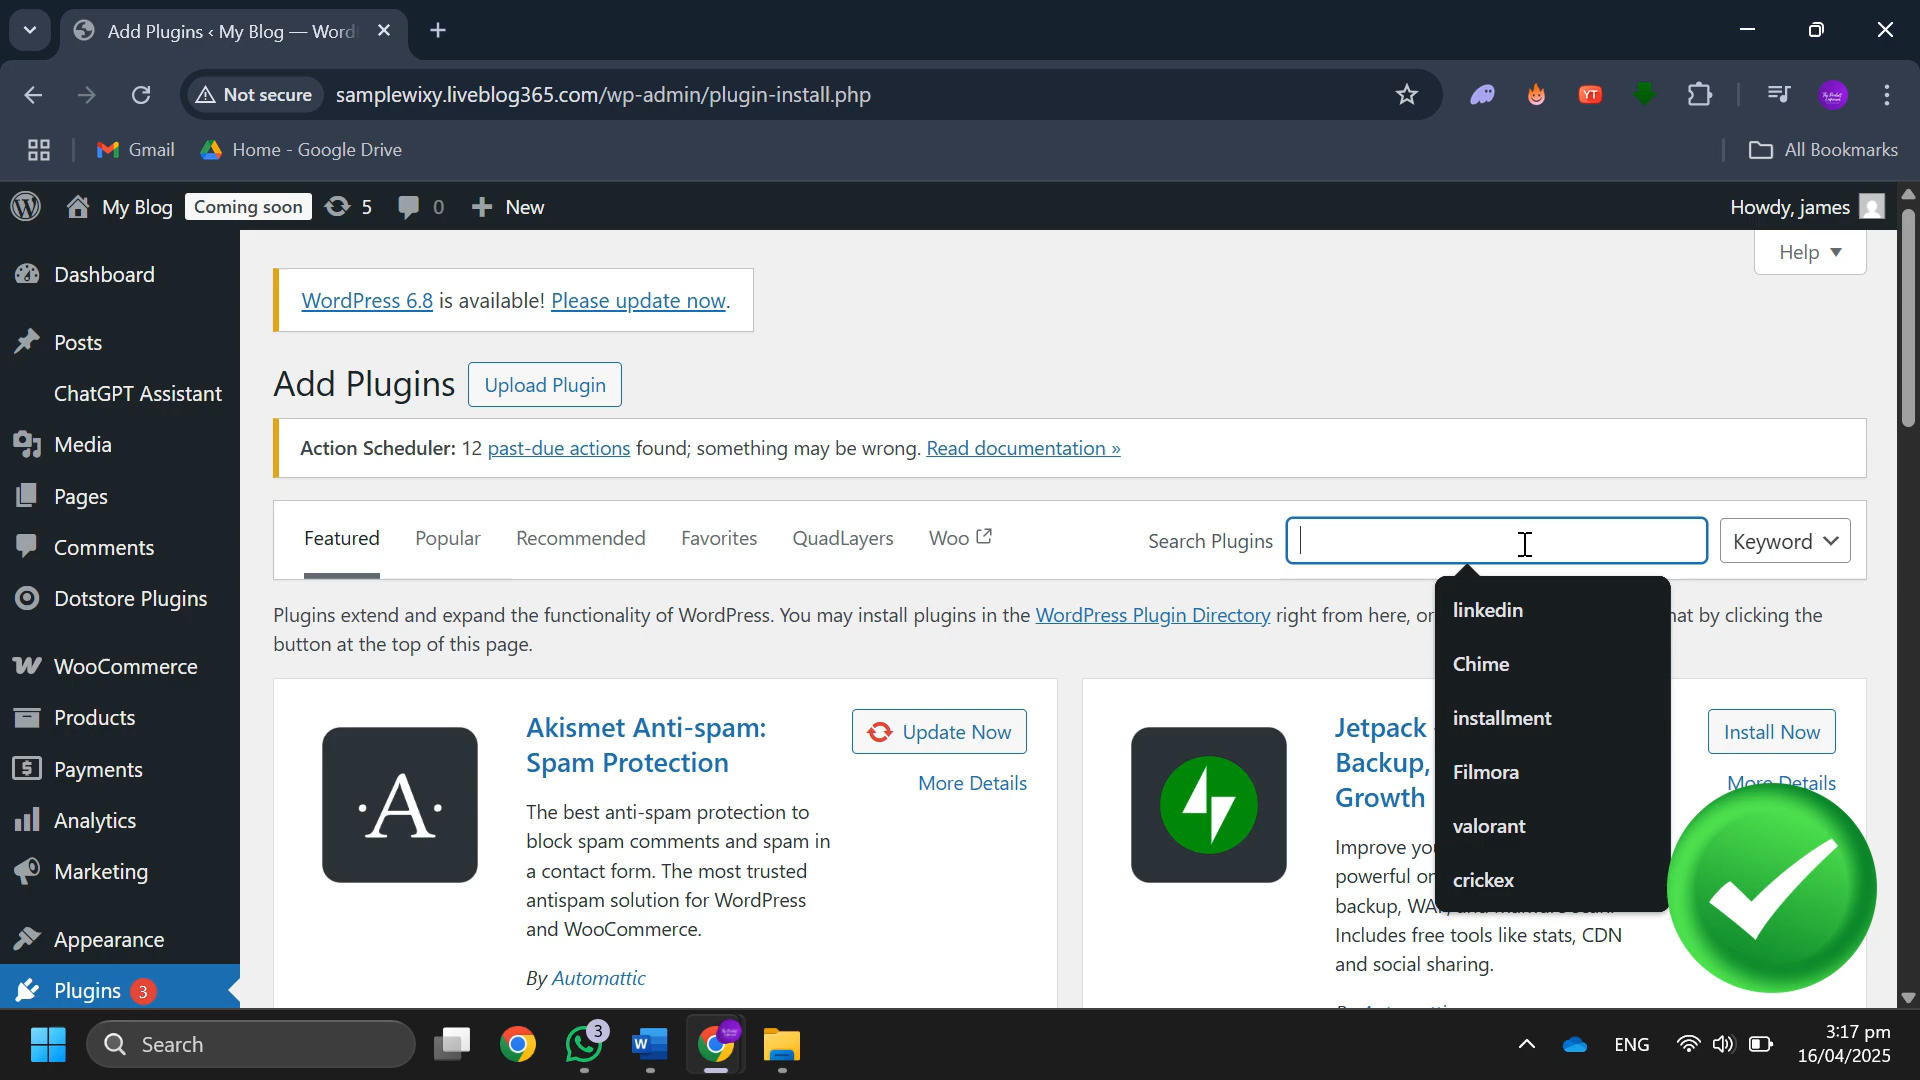 Add Plugins ‹ My Blog — Word
Not secure
samplewixy.liveblog365.com/wp-admin/plugin-install.php
YT
Gmail
Home - Google Drive
All Bookmarks
My Blog
Coming soon
5
0
New
Howdy, james
Dashboard
Posts
ChatGPT Assistant
Media
Pages
Comments
Dotstore Plugins
WooCommerce
Products
Payments
Analytics
Marketing
Appearance
Plugins 3
Help
WordPress 6.8 is available! Please update now.
Add Plugins
Upload Plugin
Action Scheduler: 12 past-due actions found; something may be wrong. Read documentation »
Featured
Popular
Recommended
Favorites
QuadLayers
Woo
Search Plugins
Keyword
linkedin
Chime
installment
Filmora
valorant
crickex
Plugins extend and expand the functionality of WordPress. You may install plugins in the WordPress Plugin Directory right from here, or
hat by clicking the
button at the top of this page.
·A·
Akismet Anti-spam:
Spam Protection
Update Now
More Details
The best anti-spam protection to
block spam comments and spam in
a contact form. The most trusted
antispam solution for WordPress
and WooCommerce.
By Automattic
Jetpack
Backup,
Growth
Install Now
More Details
Improve yo
powerful or
backup, WA
Includes free tools like stats, CDN
and social sharing.
Search
3
W
ENG
3:17 pm
16/04/2025